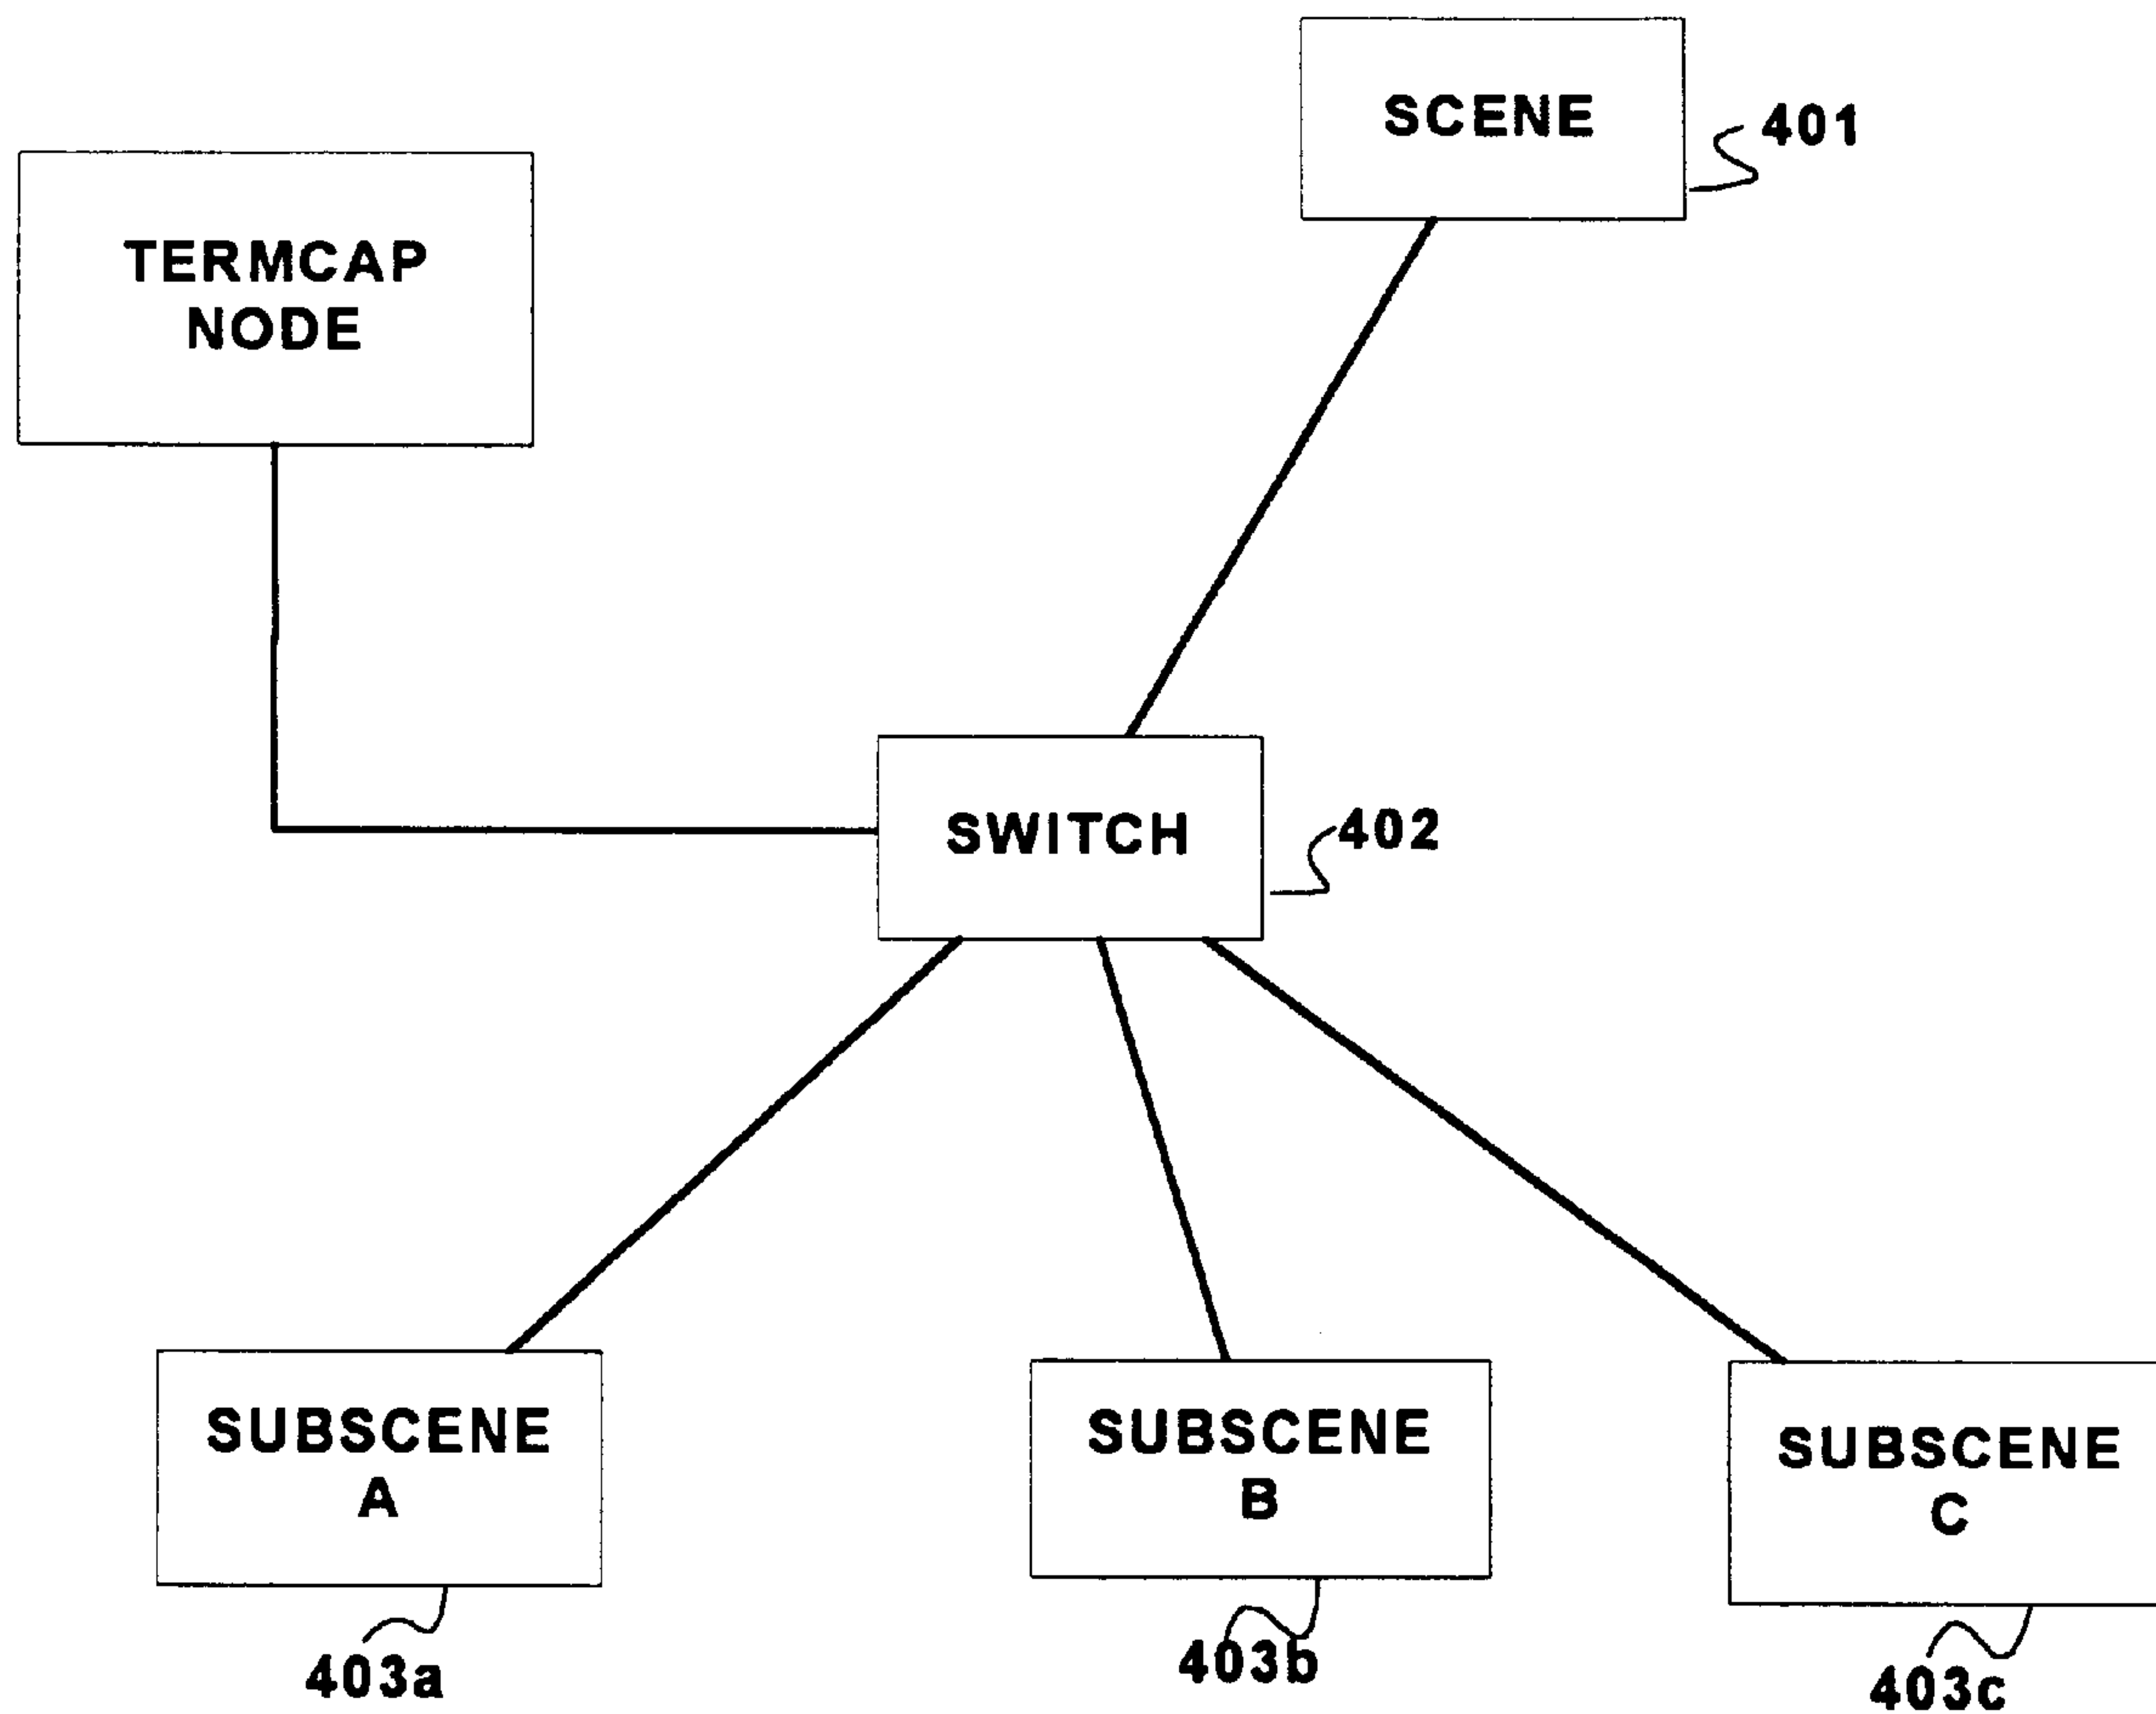 SCENE
401
TERMCAP
NODE
SWITCH
402
SUBSCENE
A
SUBSCENE
B
SUBSCENE
C
403a
403b
403c